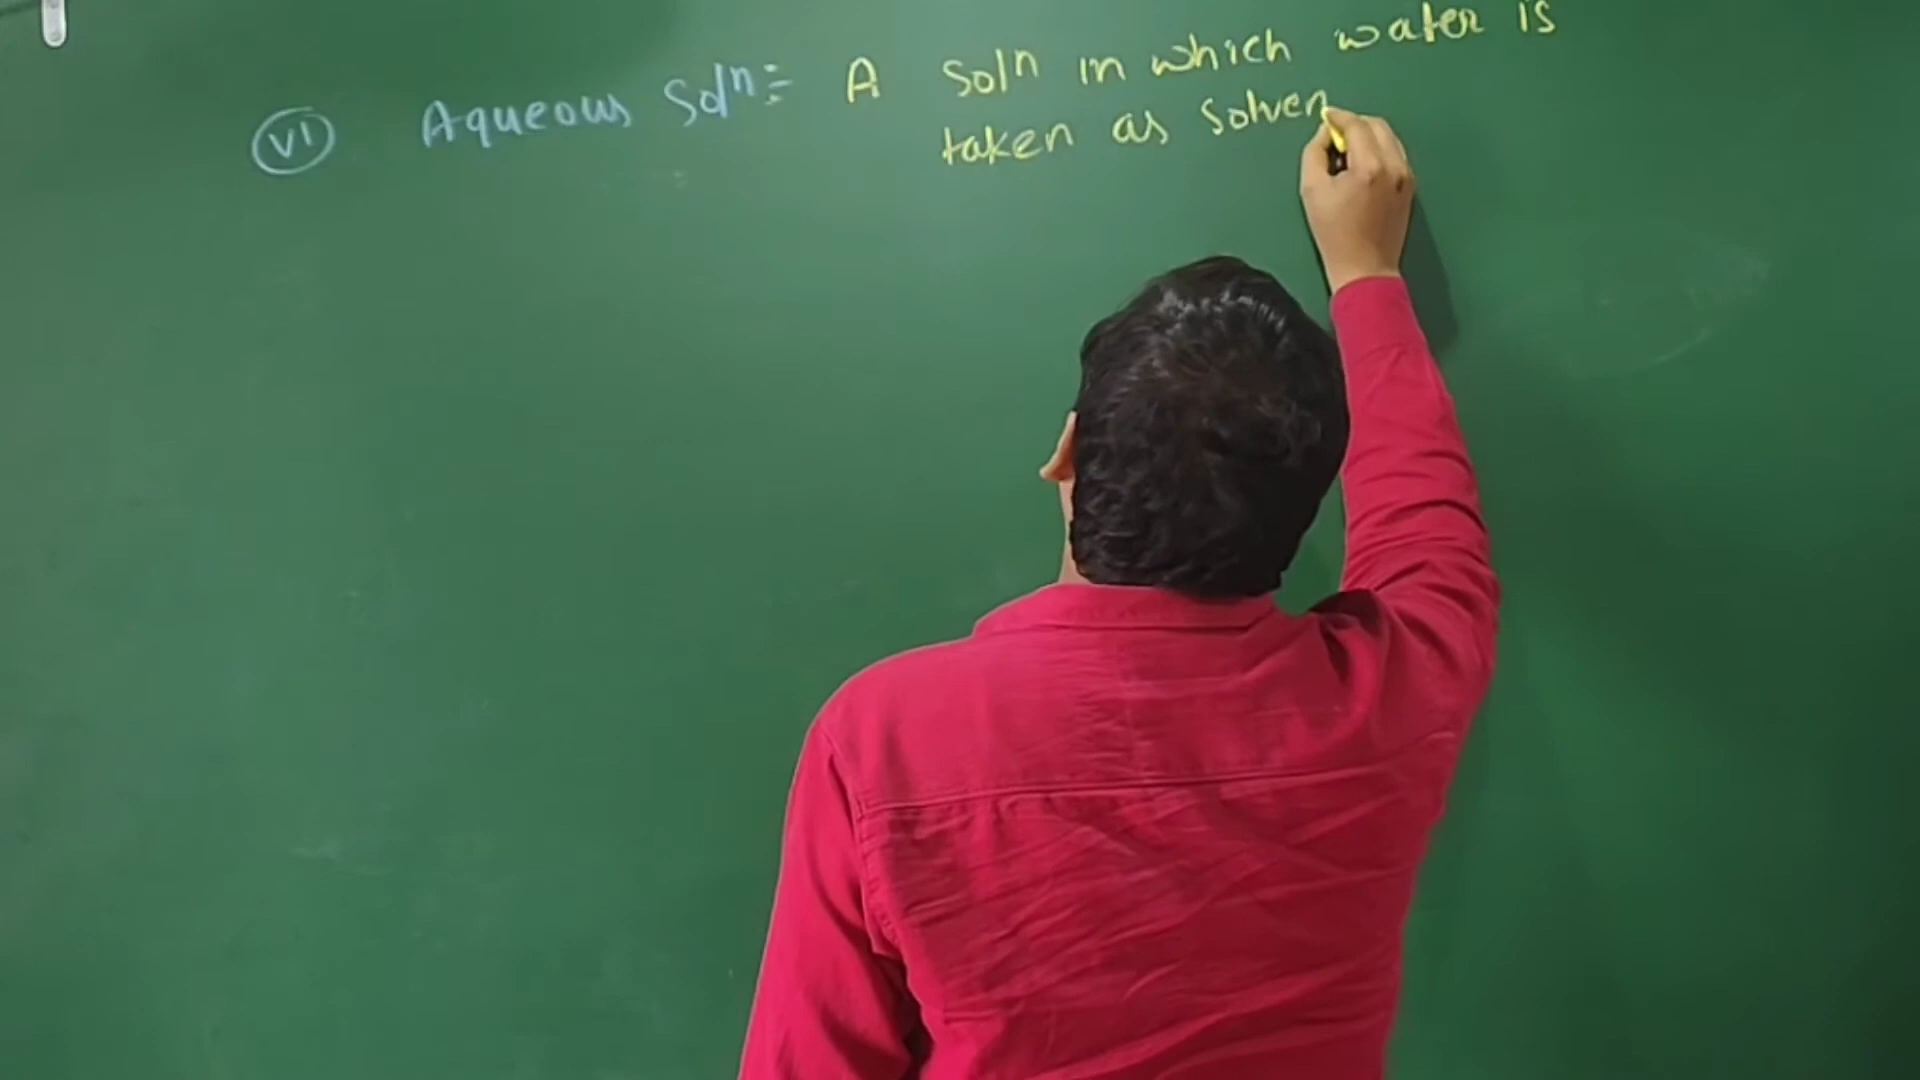 (VI) Aqueous Solⁿ:- A Solⁿ in which water is
taken as solven